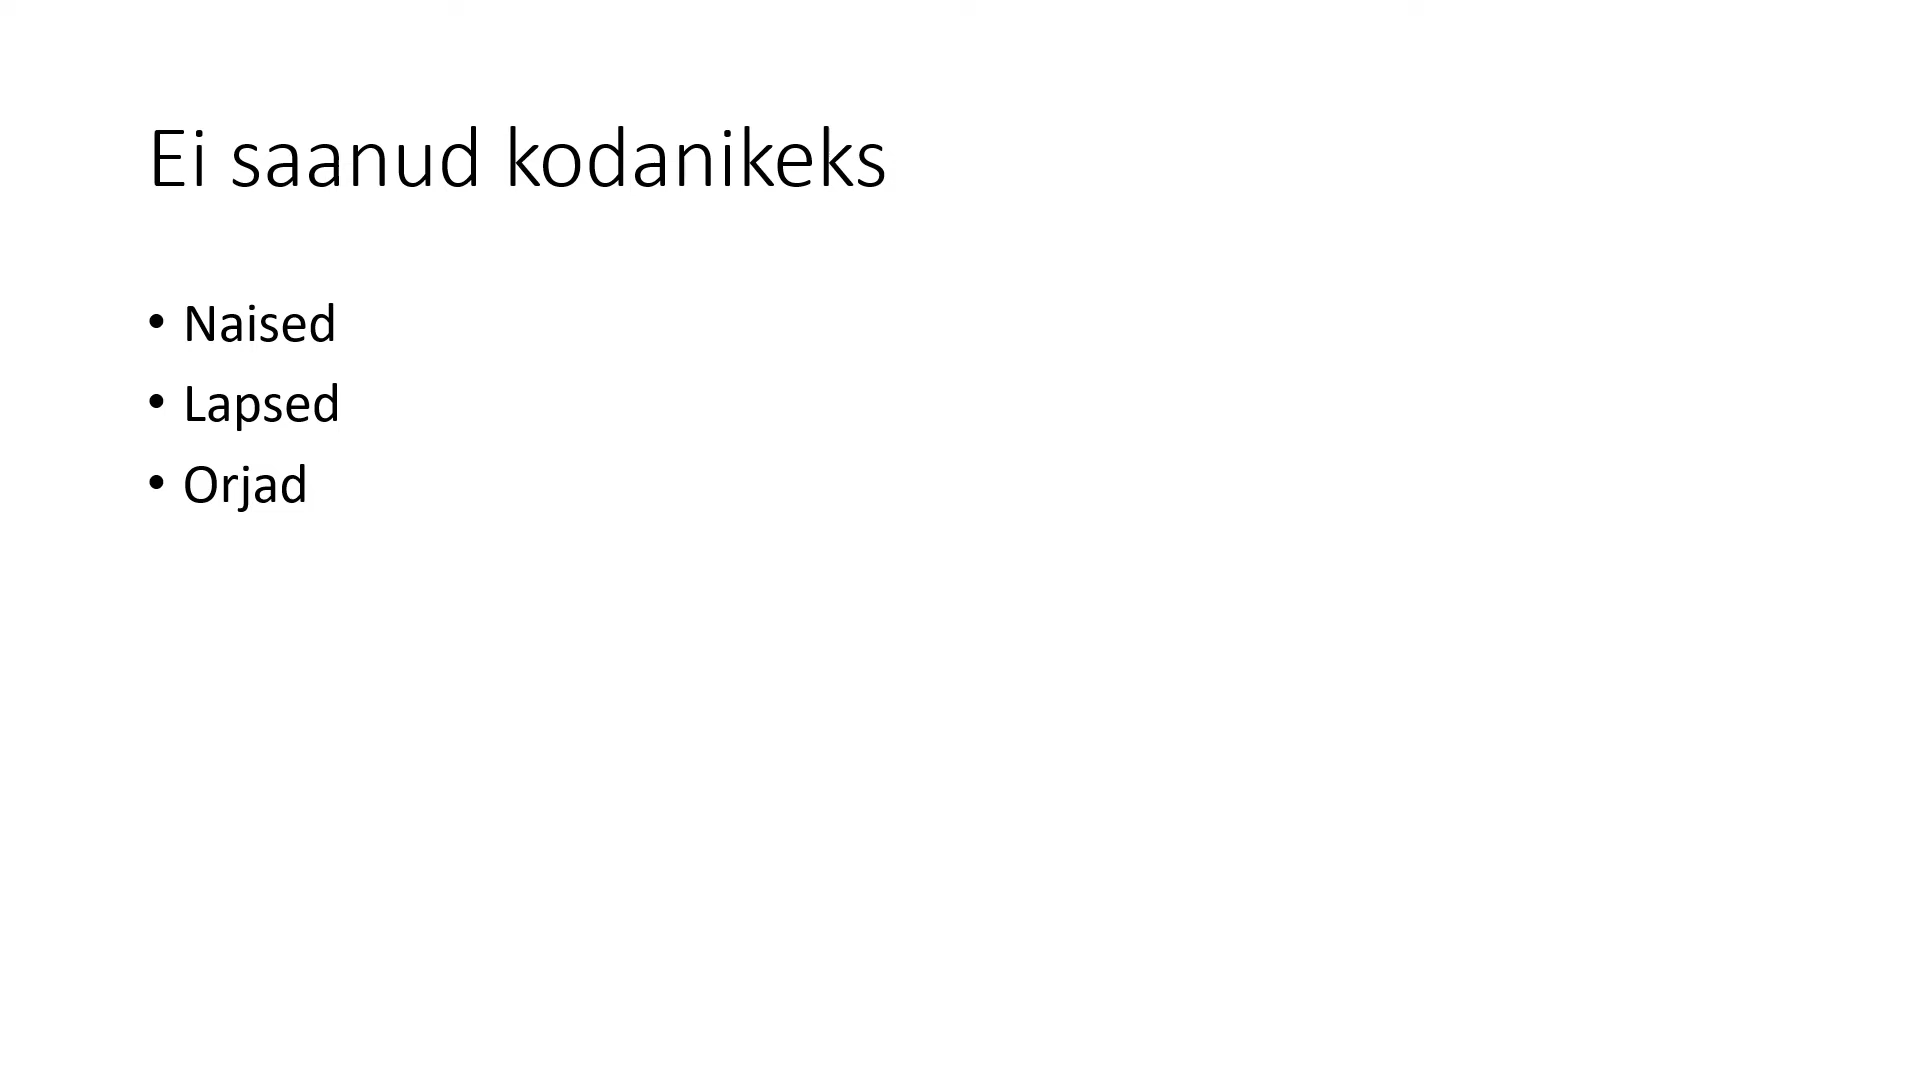 Ei saanud kodanikeks
• Naised
• Lapsed
• Orjad